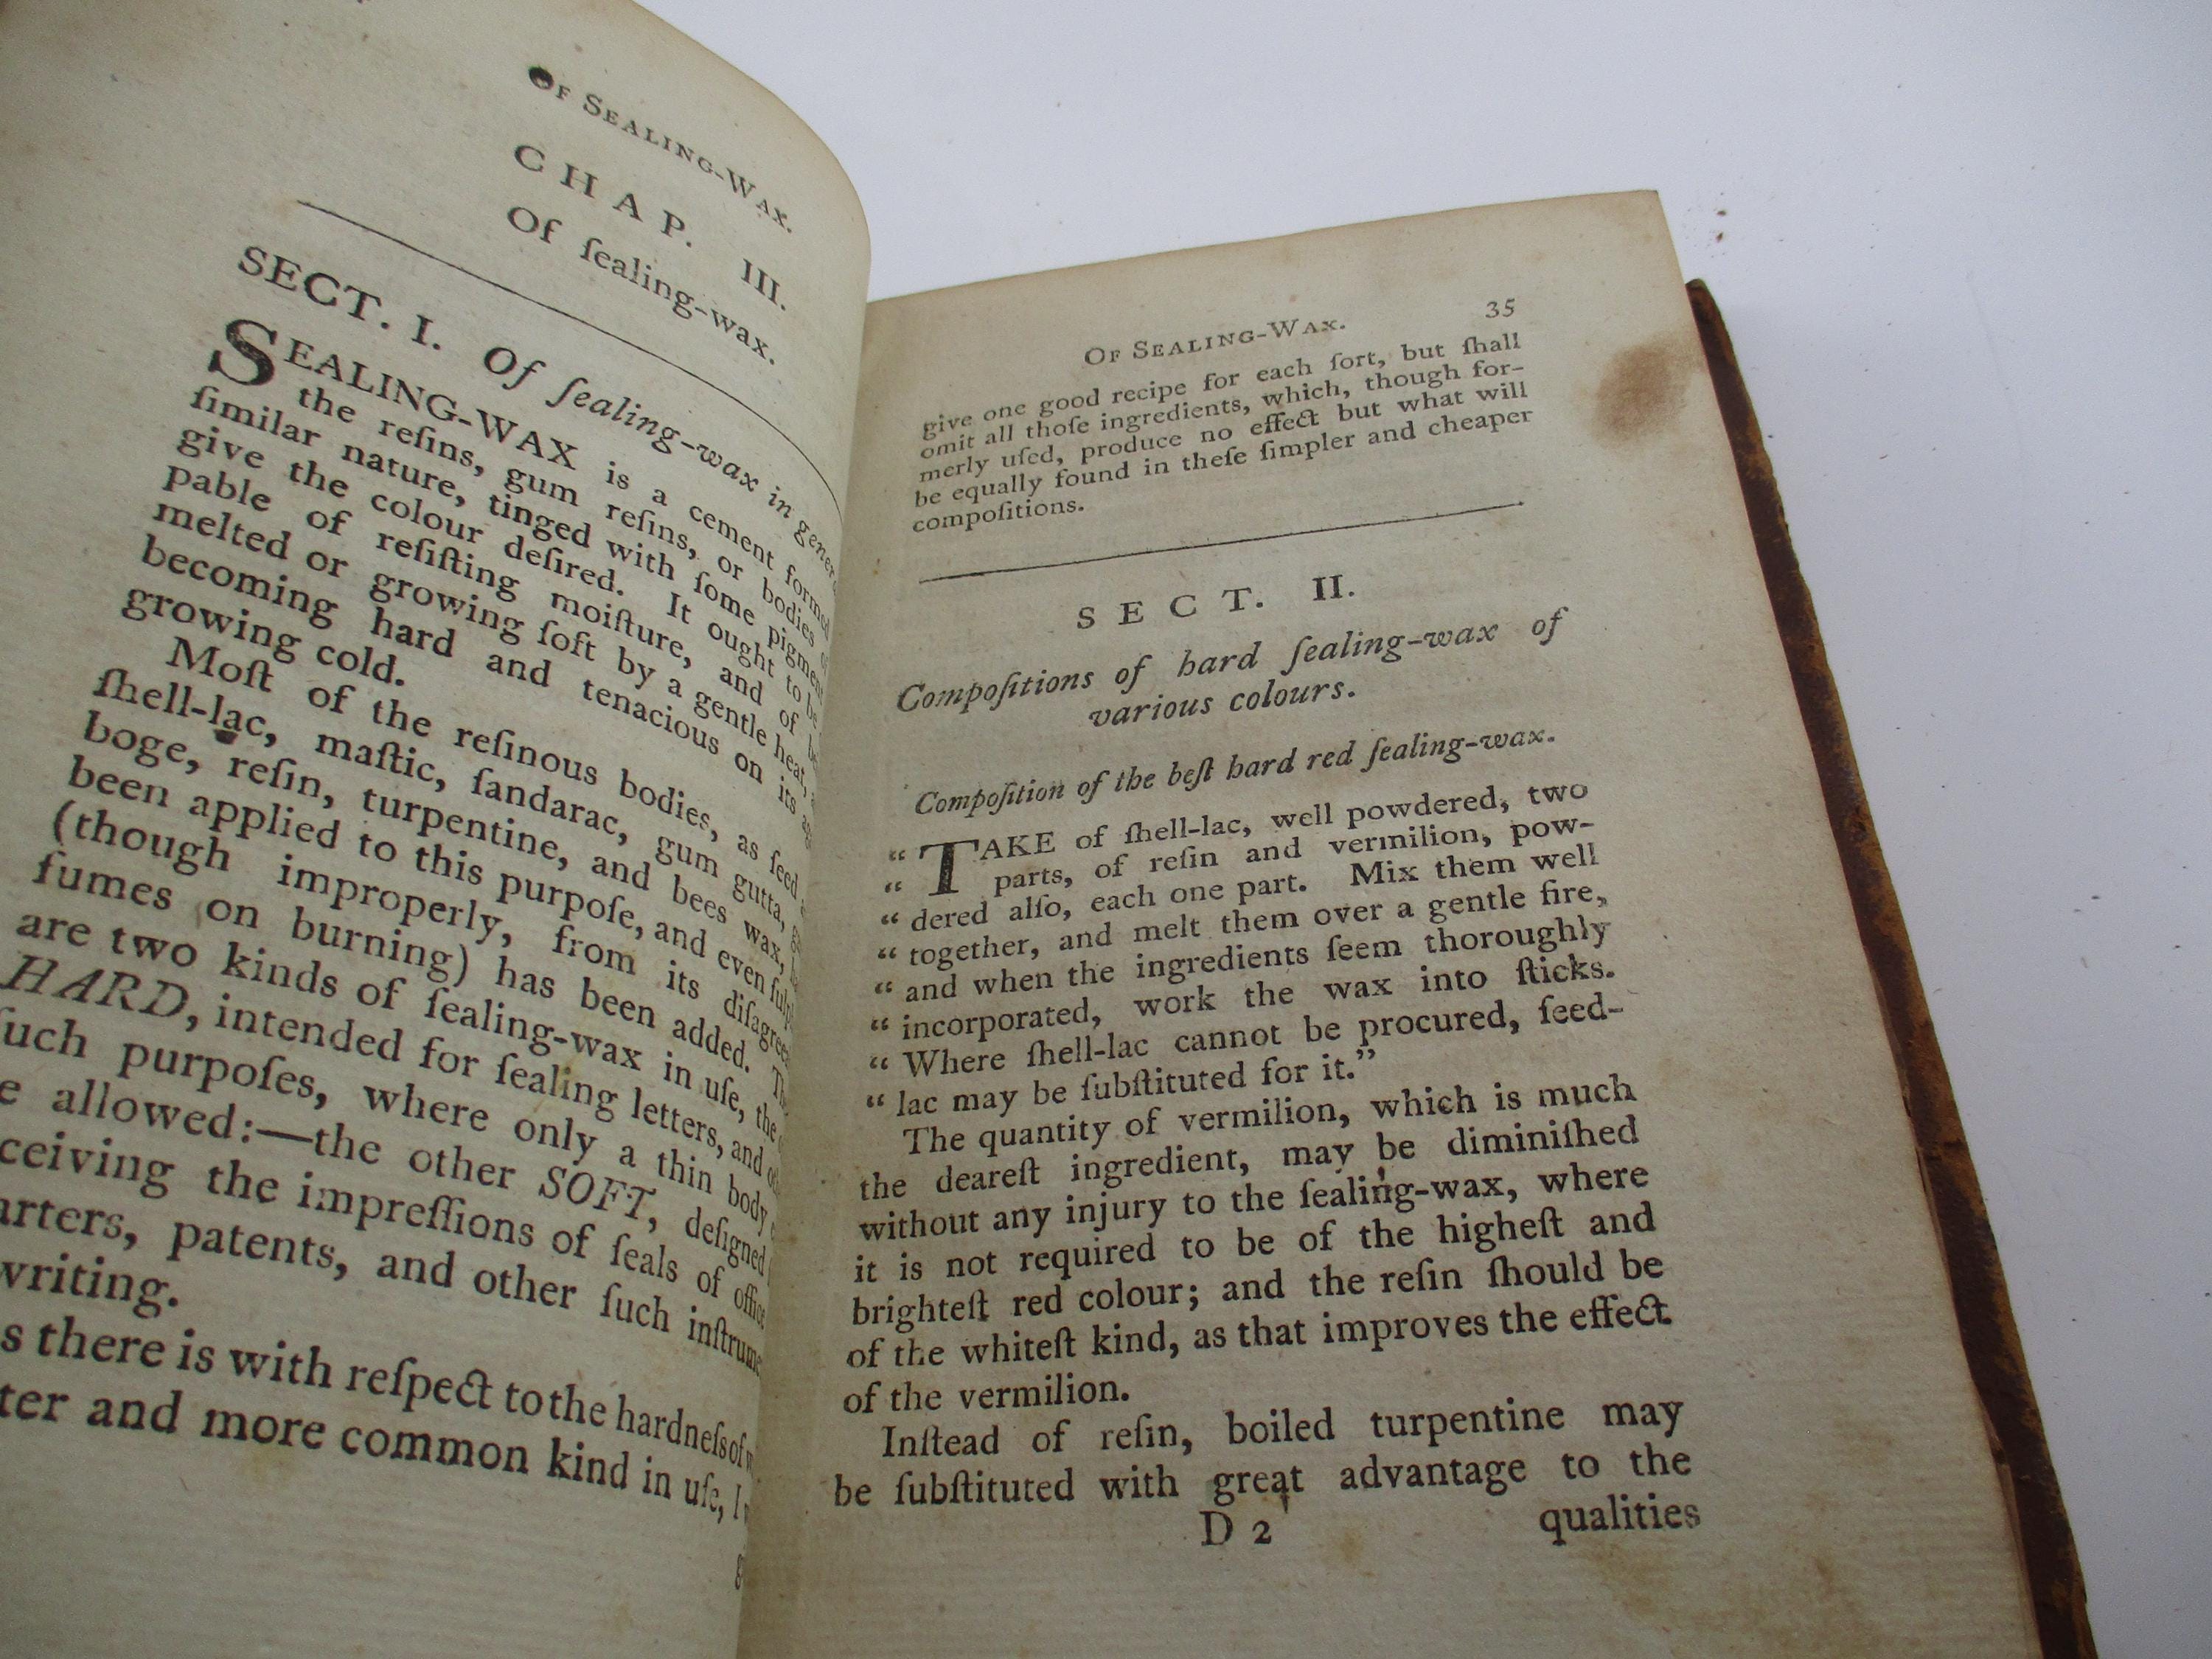 OF SEALING-WAX.
CHAP. III.
Of ſealing-wax.
SECT. I. Of ſealing-wax in
SEALING-WAX is a cement formed
the reſins, gum reſins, or bodies
ſimilar nature, tinged with ſome pigment
give the colour deſired. It ought to be
pable of reſiſting moiſture, and of
melted or growing ſoft by a gentle heat,
becoming hard and tenacious on its
growing cold.
Moſt of the reſinous bodies, as ſeed
ſhell-lac, maſtic, ſandarac, gum gutta,
boge, reſin, turpentine, and bees wax,
been applied to this purpoſe, and even
(though improperly, from its
fumes on burning) has been added.
are two kinds of ſealing-wax in uſe, the
HARD, intended for ſealing letters, and
ſuch purpoſes, where only a thin body
allowed:—the other SOFT, deſigned
ceiving the impreſſions of ſeals of
arters, patents, and other ſuch
writing.
s there is with reſpect to the hardneſs of
ter and more common kind in uſe, I
OF SEALING-WAX. 35
give one good recipe for each ſort, but ſhall
omit all thoſe ingredients, which, though for-
merly uſed, produce no effect but what will
be equally found in theſe ſimpler and cheaper
compoſitions.
SECT. II.
Compoſitions of hard ſealing-wax of
various colours.
Compoſition of the beſt hard red ſealing-wax.
“ TAKE of ſhell-lac, well powdered, two
“ parts, of reſin and vermilion, pow-
“ dered alſo, each one part. Mix them well
“ together, and melt them over a gentle fire,
“ and when the ingredients ſeem thoroughly
“ incorporated, work the wax into ſticks.
“ Where ſhell-lac cannot be procured, ſeed-
“ lac may be ſubſtituted for it.”
The quantity of vermilion, which is much
the deareſt ingredient, may be diminiſhed
without any injury to the ſealing-wax, where
it is not required to be of the higheſt and
brighteſt red colour; and the reſin ſhould be
of the whiteſt kind, as that improves the effect
of the vermilion.
Inſtead of reſin, boiled turpentine may
be ſubſtituted with great advantage to the
D 2 qualities